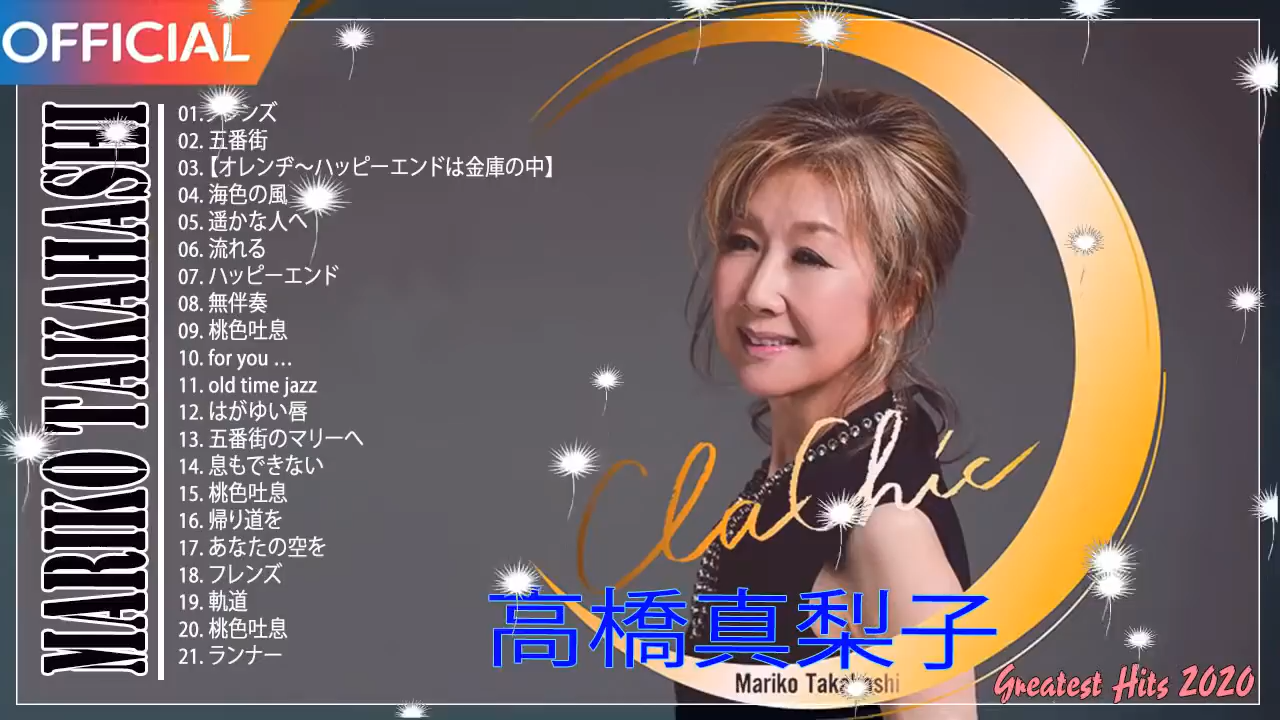 OFFICIAL
MARIKO TAKAHASHI
01. フレンズ
02. 五番街
03.【オレンヂ～ハッピーエンドは金庫の中】
04. 海色の風
05. 遥かな人へ
06. 流れる
07. ハッピーエンド
08. 無伴奏
09. 桃色吐息
10. for you ...
11. old time jazz
12. はがゆい唇
13. 五番街のマリーへ
14. 息もできない
15. 桃色吐息
16. 帰り道を
17. あなたの空を
18. フレンズ
19. 軌道
20. 桃色吐息
21. ランナー
ClaChic
高橋真梨子
Mariko Takahashi
Greatest Hits 2020